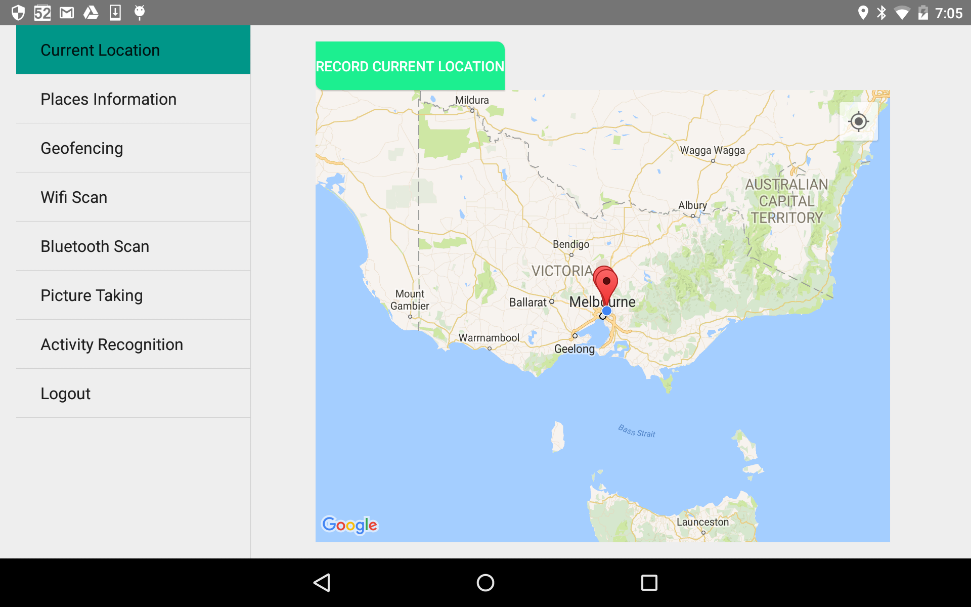 52
7:05
Current Location
Places Information
Geofencing
Wifi Scan
Bluetooth Scan
Picture Taking
Activity Recognition
Logout
RECORD CURRENT LOCATION
Mildura
Wagga Wagga
AUSTRALIAN
CAPITAL
TERRITORY
Albury
Bendigo
VICTORIA
Mount
Gambier
Ballarat
Melbourne
Warrnambool
Geelong
Bass Strait
Launceston
Google